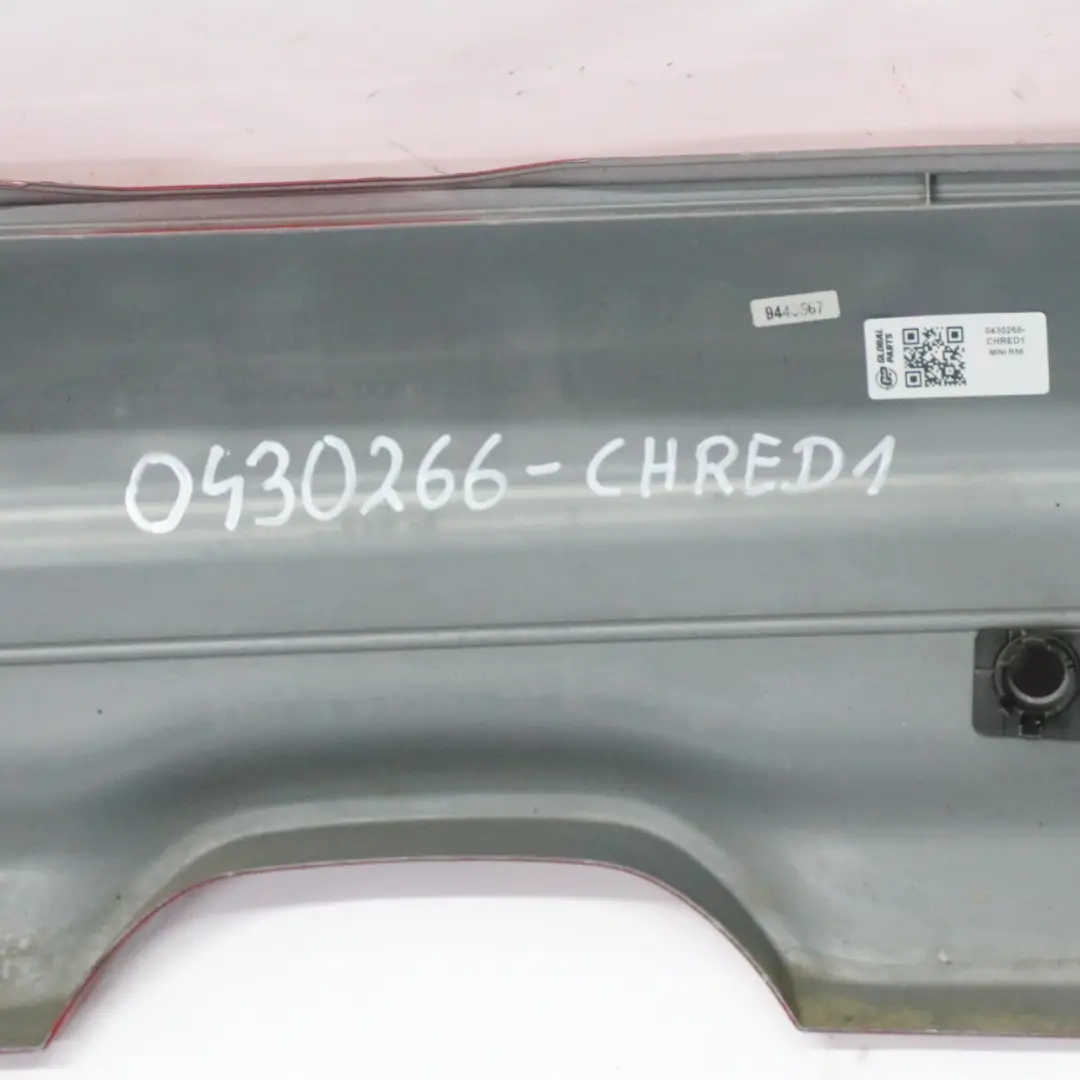 GLOBAL
PARTS
0430266-
CHRED1
MINI R56
0430266-CHRED1